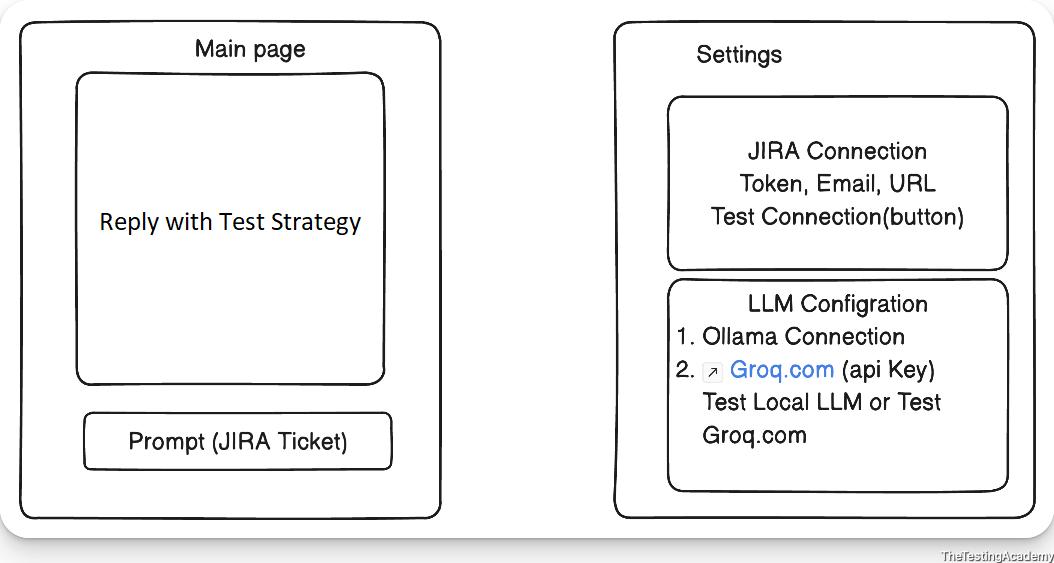 Main page
Reply with Test Strategy
Prompt (JIRA Ticket)
Settings
JIRA Connection
Token, Email, URL
Test Connection(button)
LLM Configration
1. Ollama Connection
2. Groq.com (api Key)
Test Local LLM or Test
Groq.com
TheTestingAcademy